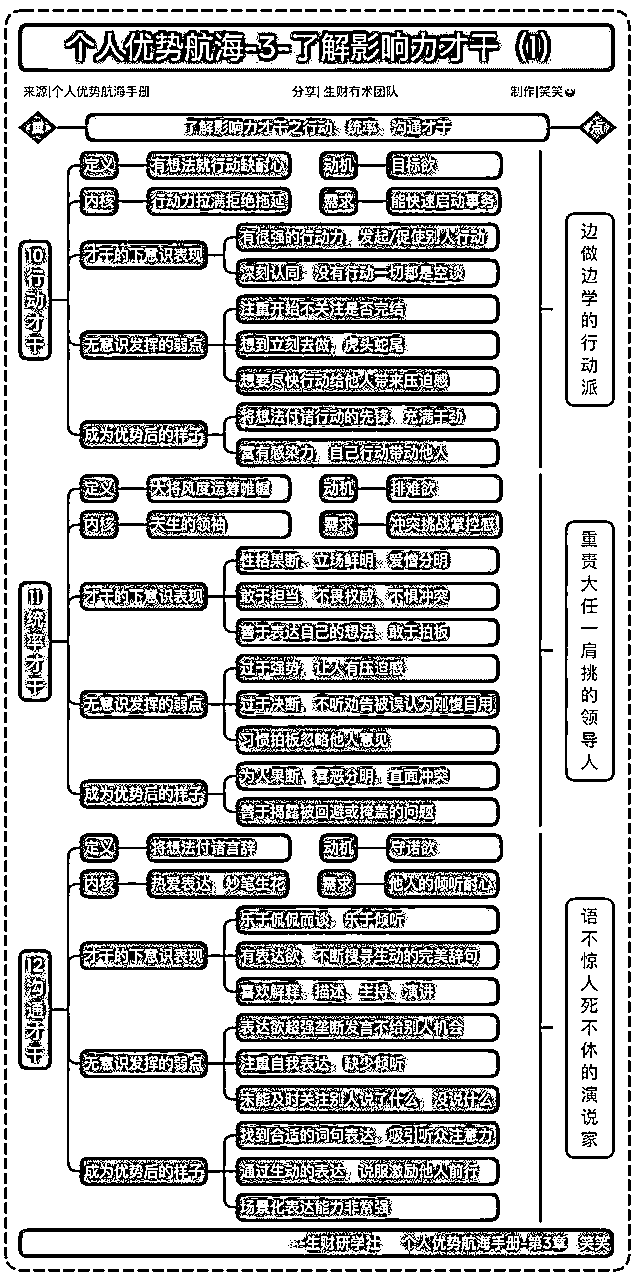 个人优势航海-3-了解影响力才干（1）
来源|个人优势航海手册 分享| 生财有术团队 制作|笑笑
重 了解影响力才干之行动、统率、沟通才干 点
10行动才干
定义 有想法就行动缺耐心 动机 目标欲
内核 行动力拉满拒绝拖延 需求 能快速启动事务
才干的下意识表现
有很强的行动力，发起/促使别人行动
深刻认同：没有行动一切都是空谈
无意识发挥的弱点
注重开始不关注是否完结
想到立刻去做，虎头蛇尾
想要尽快行动给他人带来压迫感
成为优势后的样子
将想法付诸行动的先锋、充满干劲
富有感染力，自己行动带动他人
边做边学的行动派
11统率才干
定义 大将风度运筹帷幄 动机 排难欲
内核 天生的领袖 需求 冲突挑战掌控感
才干的下意识表现
性格果断、立场鲜明、爱憎分明
敢于担当、不畏权威、不惧冲突
善于表达自己的想法、敢于拍板
无意识发挥的弱点
过于强势，让人有压迫感
过于决断，不听劝告被误认为刚愎自用
习惯拍板忽略他人意见
成为优势后的样子
为人果断、喜恶分明，直面冲突
善于揭露被回避或掩盖的问题
重责大任一肩挑的领导人
12沟通才干
定义 将想法付诸言辞 动机 守诺欲
内核 热爱表达，妙笔生花 需求 他人的倾听耐心
才干的下意识表现
乐于侃侃而谈、乐于倾听
有表达欲，不断搜寻生动的完美辞句
喜欢解释、描述、主持、演讲
无意识发挥的弱点
表达欲超强垄断发言不给别人机会
注重自我表达，缺少倾听
未能及时关注别人说了什么，没说什么
成为优势后的样子
找到合适的词句表达，吸引听众注意力
通过生动的表达，说服激励他人前行
场景化表达能力非常强
语不惊人死不休的演说家
生财研学社 个人优势航海手册-第3章 笑笑